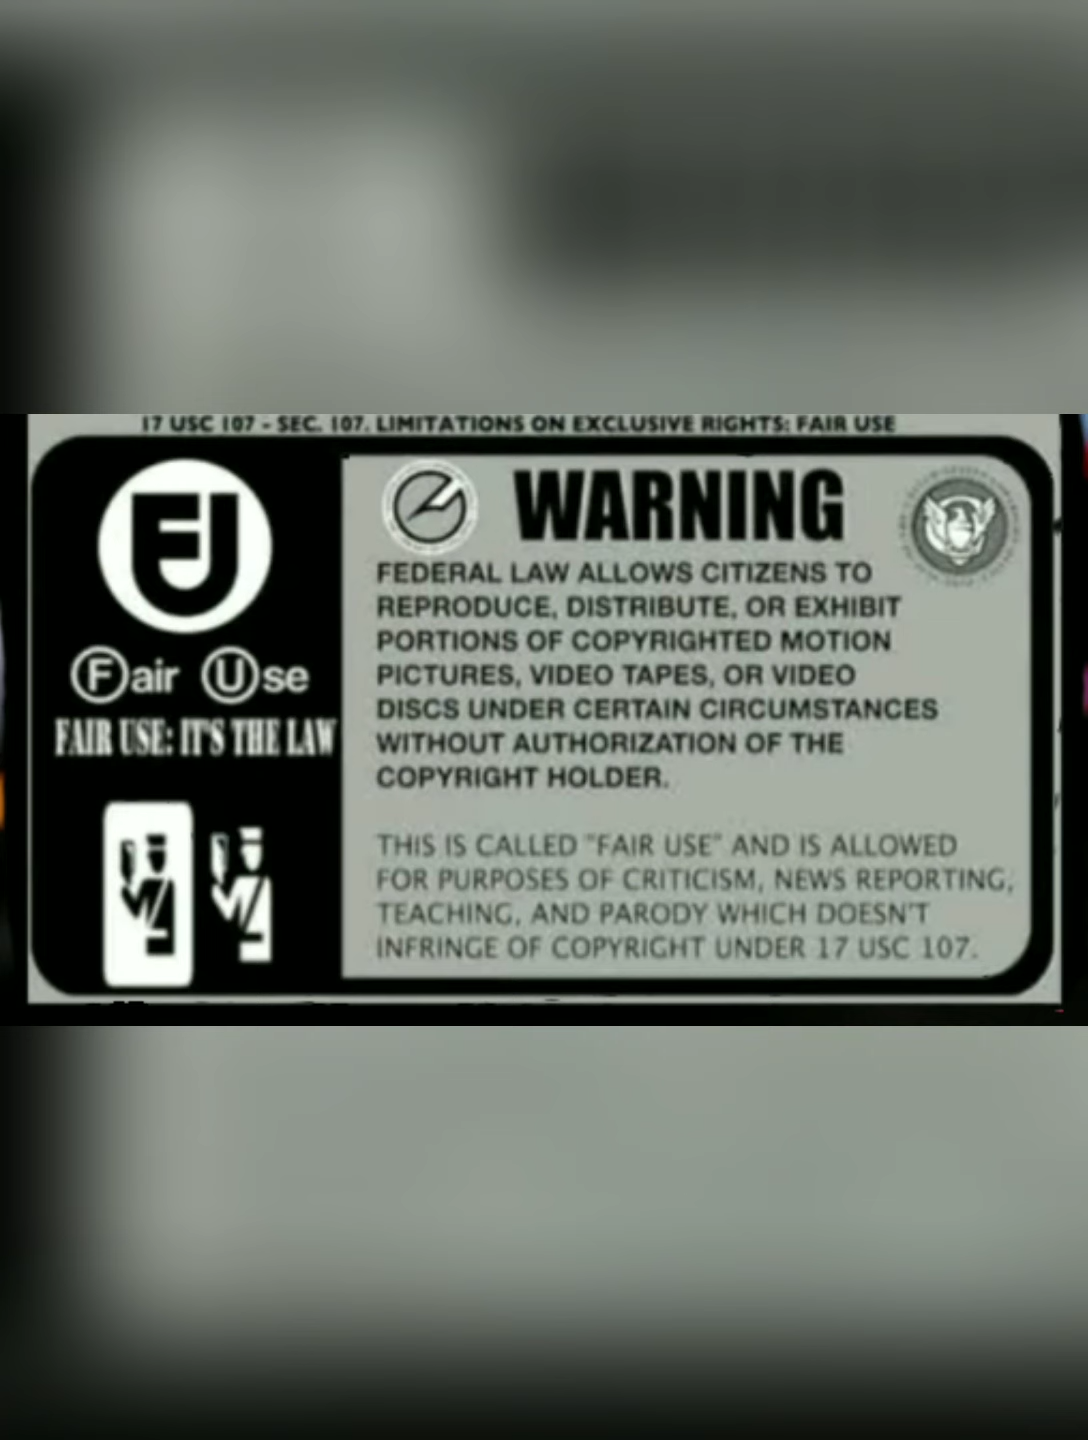 17 USC 107 - SEC. 107. LIMITATIONS ON EXCLUSIVE RIGHTS: FAIR USE
FU
Fair Use
FAIR USE: IT'S THE LAW
WARNING
FEDERAL LAW ALLOWS CITIZENS TO
REPRODUCE, DISTRIBUTE, OR EXHIBIT
PORTIONS OF COPYRIGHTED MOTION
PICTURES, VIDEO TAPES, OR VIDEO
DISCS UNDER CERTAIN CIRCUMSTANCES
WITHOUT AUTHORIZATION OF THE
COPYRIGHT HOLDER.
THIS IS CALLED "FAIR USE" AND IS ALLOWED
FOR PURPOSES OF CRITICISM, NEWS REPORTING,
TEACHING, AND PARODY WHICH DOESN'T
INFRINGE OF COPYRIGHT UNDER 17 USC 107.